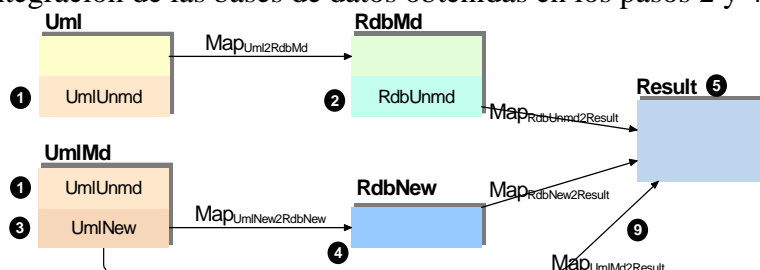 ntegración de las bases de datos obtenidas en los pasos 2 y 4
Uml
RdbMd
MapUml2RdbMd
Result 5
1 UmlUnmd
2 RdbUnmd
MapRdbUnmd2Result
UmlMd
1 UmlUnmd
RdbNew
MapRdbNew2Result
3 UmlNew
MapUmlNew2RdbNew
4
9
MapUmlMd2Result